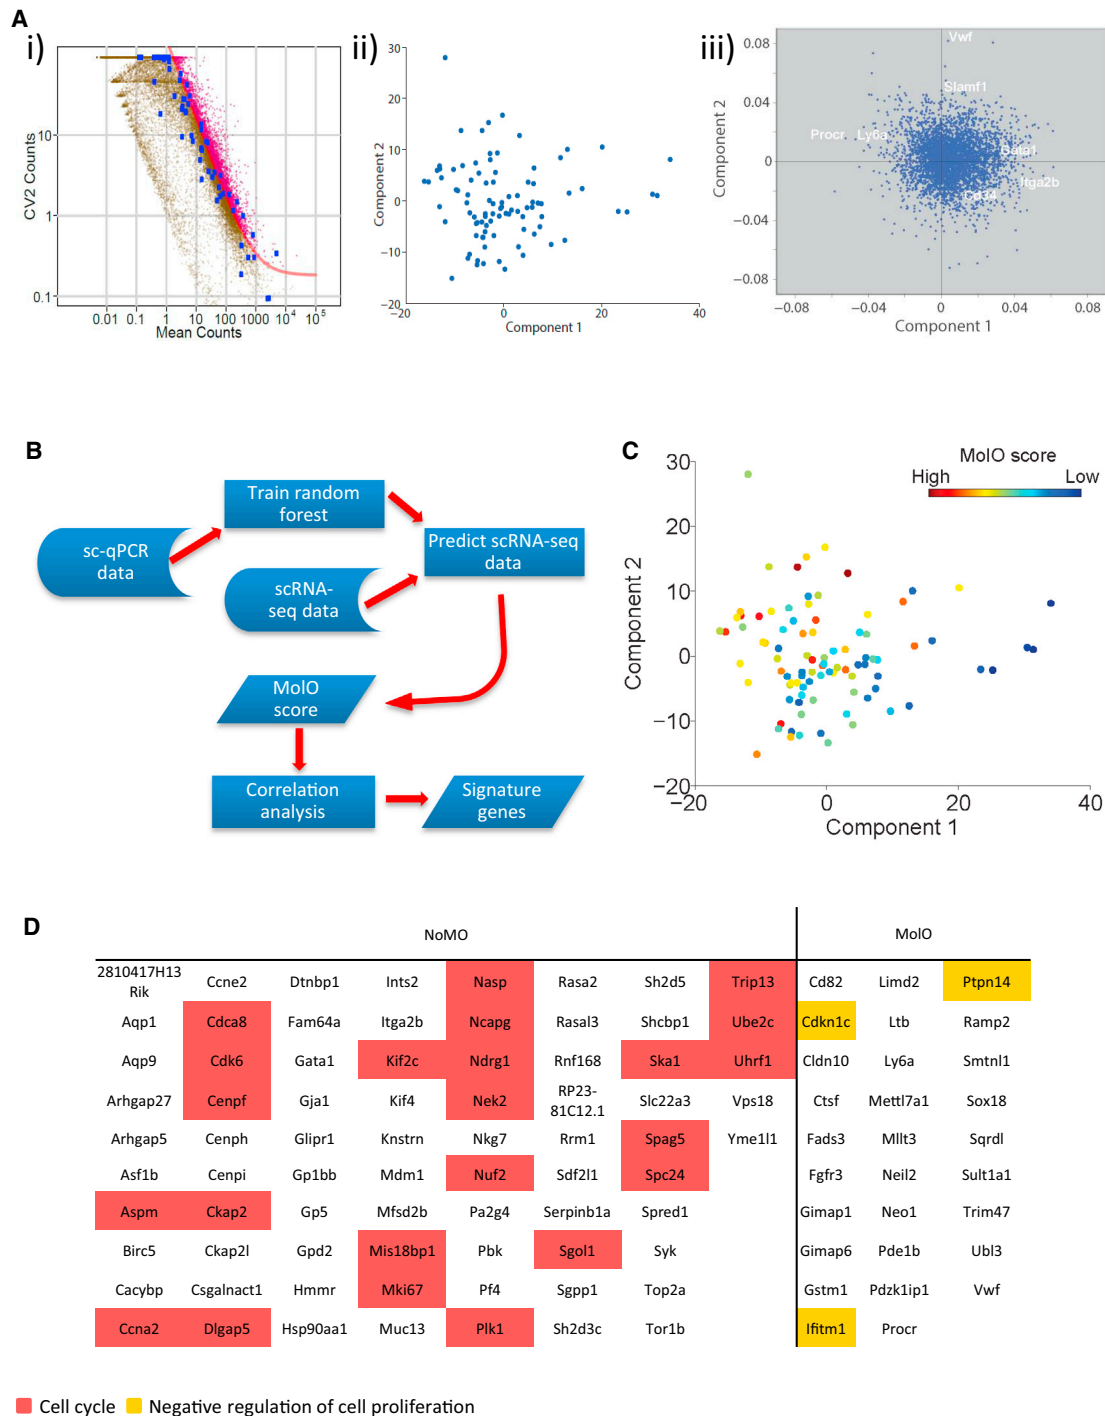 A
i)
ii)
iii)
CV2 Counts
10
1
0.1
0.01 0.1 1 10 100 1000 10⁴ 10⁵
Mean Counts
Component 2
30
20
10
0
−10
−20
−20 0 20 40
Component 1
Component 2
0.08
0.04
0
−0.04
−0.08
−0.08 −0.04 0 0.04 0.08
Component 1
Vwf
Slamf1
Procr
Ly6a
Gata1
Itga2b
Cd34
B
Train random
forest
sc-qPCR
data
Predict scRNA-seq
data
scRNA-
seq data
MolO
score
Correlation
analysis
Signature
genes
C
MolO score
High Low
Component 2
30
20
10
0
−10
−20
−20 0 20 40
Component 1
D
NoMO MolO
2810417H13
Rik Ccne2 Dtnbp1 Ints2 Nasp Rasa2 Sh2d5 Trip13 Cd82 Limd2 Ptpn14
Aqp1 Cdca8 Fam64a Itga2b Ncapg Rasal3 Shcbp1 Ube2c Cdkn1c Ltb Ramp2
Aqp9 Cdk6 Gata1 Kif2c Ndrg1 Rnf168 Ska1 Uhrf1 Cldn10 Ly6a Smtnl1
Arhgap27 Cenpf Gja1 Kif4 Nek2 RP23-
81C12.1 Slc22a3 Vps18 Ctsf Mettl7a1 Sox18
Arhgap5 Cenph Glipr1 Knstrn Nkg7 Rrm1 Spag5 Yme1l1 Fads3 Mllt3 Sqrdl
Asf1b Cenpi Gp1bb Mdm1 Nuf2 Sdf2l1 Spc24 Fgfr3 Neil2 Sult1a1
Aspm Ckap2 Gp5 Mfsd2b Pa2g4 Serpinb1a Spred1 Gimap1 Neo1 Trim47
Birc5 Ckap2l Gpd2 Mis18bp1 Pbk Sgol1 Syk Gimap6 Pde1b Ubl3
Cacybp Csgalnact1 Hmmr Mki67 Pf4 Sgpp1 Top2a Gstm1 Pdzk1ip1 Vwf
Ccna2 Dlgap5 Hsp90aa1 Muc13 Plk1 Sh2d3c Tor1b Ifitm1 Procr
Cell cycle Negative regulation of cell proliferation